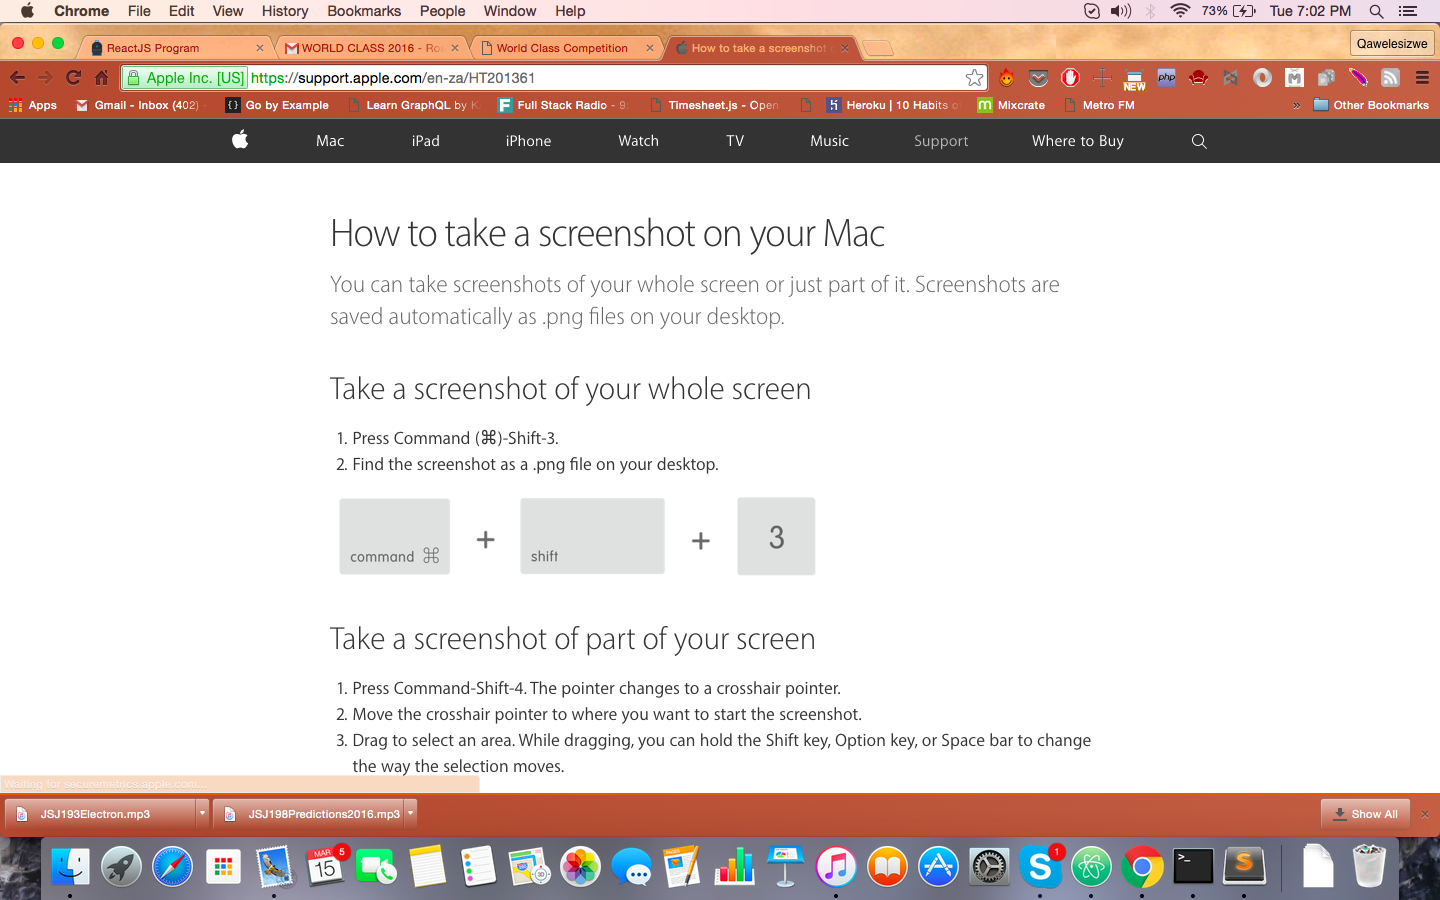 Chrome File Edit View History Bookmarks People Window Help 73% Tue 7:02 PM
ReactJS Program WORLD CLASS 2016 - Ro World Class Competition How to take a screenshot Qawelesizwe
Apple Inc. [US] https://support.apple.com/en-za/HT201361 NEW php
Apps Gmail - Inbox (402) Go by Example Learn GraphQL by Full Stack Radio - 9 Timesheet.js - Open Heroku | 10 Habits o Mixcrate Metro FM » Other Bookmarks
Mac iPad iPhone Watch TV Music Support Where to Buy
How to take a screenshot on your Mac
You can take screenshots of your whole screen or just part of it. Screenshots are
saved automatically as .png files on your desktop.
Take a screenshot of your whole screen
1. Press Command (⌘)-Shift-3.
2. Find the screenshot as a .png file on your desktop.
command ⌘ + shift + 3
Take a screenshot of part of your screen
1. Press Command-Shift-4. The pointer changes to a crosshair pointer.
2. Move the crosshair pointer to where you want to start the screenshot.
3. Drag to select an area. While dragging, you can hold the Shift key, Option key, or Space bar to change
the way the selection moves.
Waiting for securemetrics.apple.com...
JSJ193Electron.mp3 JSJ198Predictions2016.mp3 Show All
MAR 15 5 1